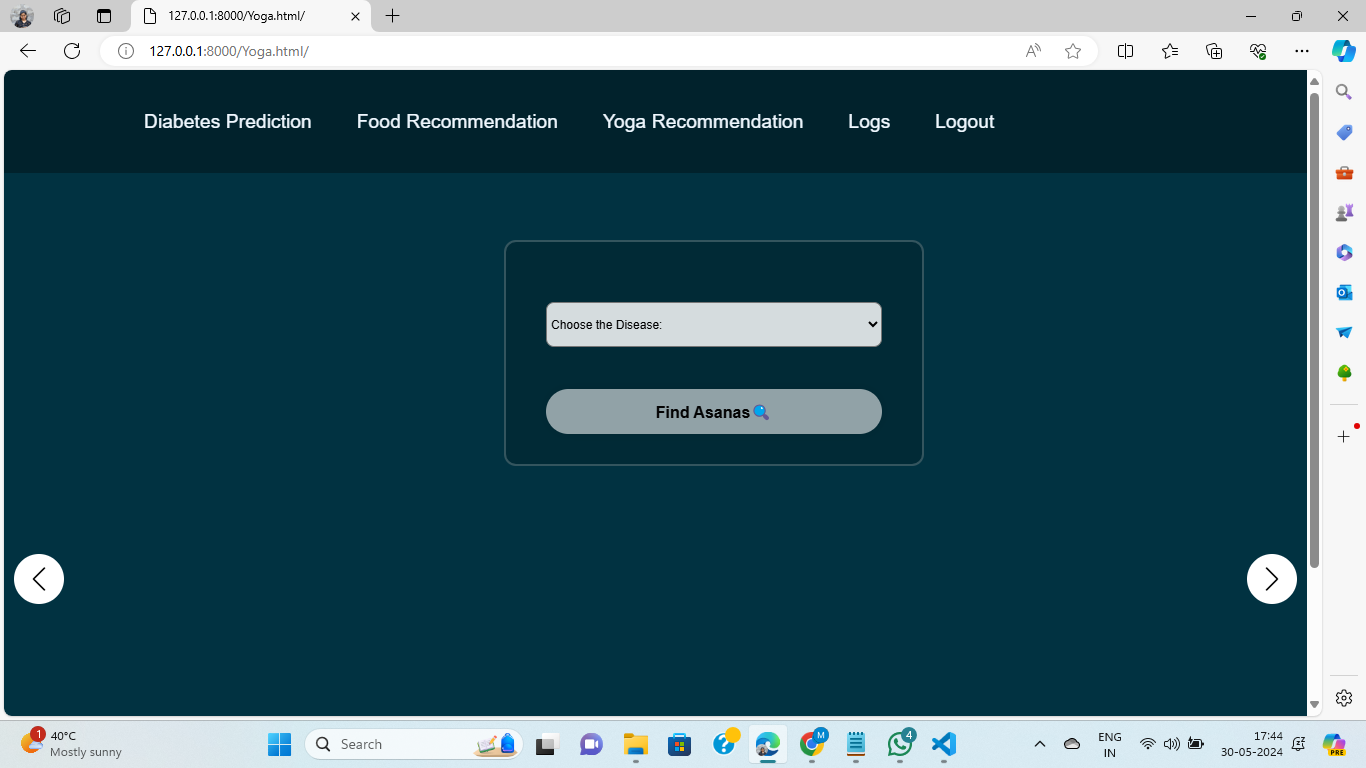 127.0.0.1:8000/Yoga.html/
127.0.0.1:8000/Yoga.html/
Diabetes Prediction Food Recommendation Yoga Recommendation Logs Logout
Choose the Disease:
Find Asanas
1
40°C
Mostly sunny
Search
M
4
ENG
IN
17:44
30-05-2024
PRE